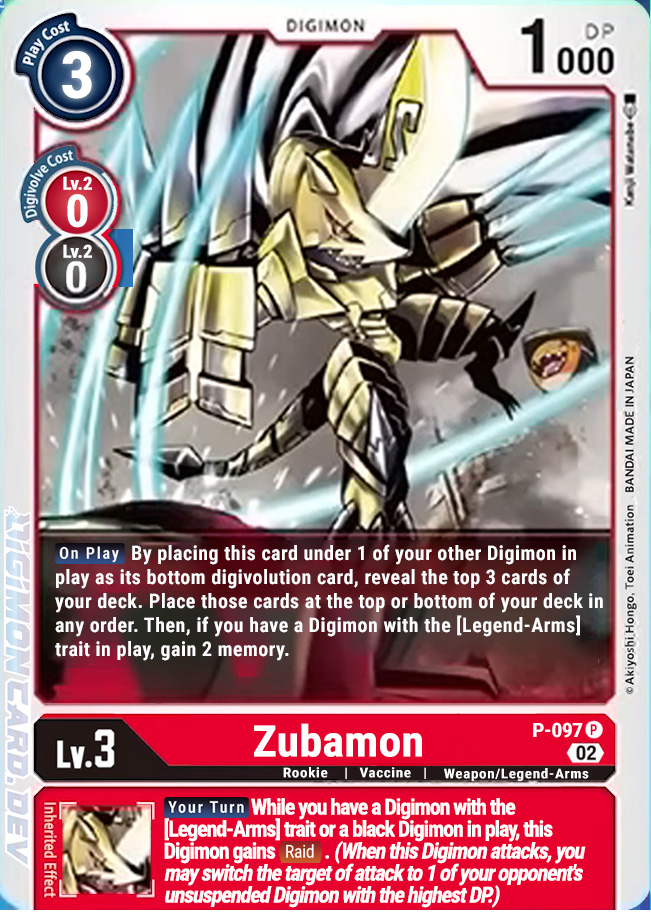 Play Cost
3
DIGIMON
1000
DP
Digivolve Cost
Lv.2
0
Lv.2
0
Kanji Watanabe
© Akiyoshi Hongo, Toei Animation BANDAI MADE IN JAPAN
DIGIMONCARD.DEV
On Play By placing this card under 1 of your other Digimon in
play as its bottom digivolution card, reveal the top 3 cards of
your deck. Place those cards at the top or bottom of your deck in
any order. Then, if you have a Digimon with the [Legend-Arms]
trait in play, gain 2 memory.
Lv.3
Zubamon
P-097 P
02
Rookie | Vaccine | Weapon/Legend-Arms
Inherited Effect
Your Turn While you have a Digimon with the
[Legend-Arms] trait or a black Digimon in play, this
Digimon gains Raid . (When this Digimon attacks, you
may switch the target of attack to 1 of your opponent's
unsuspended Digimon with the highest DP.)